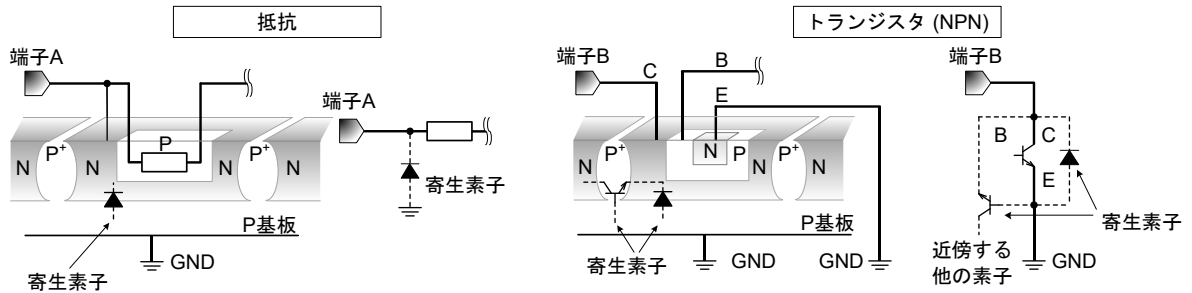 抵抗
端子A
N
P+
N
P
P+
N
P基板
寄生素子
GND
端子A
寄生素子
トランジスタ (NPN)
端子B
C
B
E
N
P+
N
N
P
P+
N
P基板
寄生素子
GND
GND
端子B
B
C
E
寄生素子
近傍する
他の素子
GND